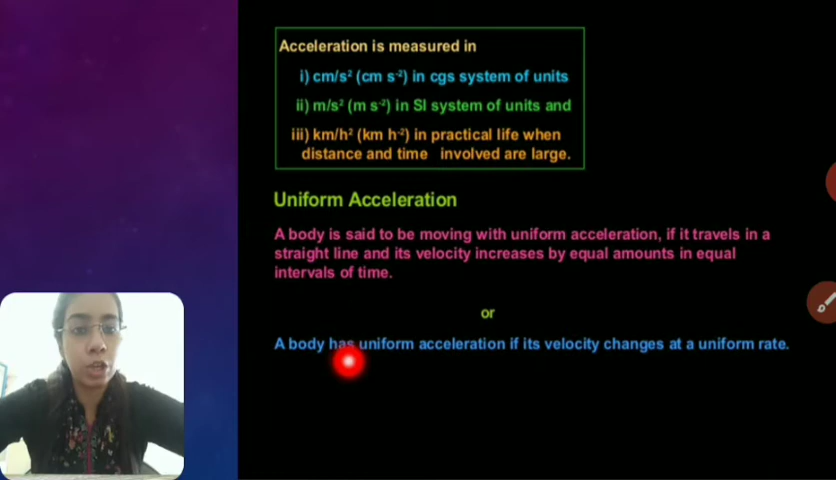 Acceleration is measured in
i) cm/s² (cm s⁻²) in cgs system of units
ii) m/s² (m s⁻²) in SI system of units and
iii) km/h² (km h⁻²) in practical life when
distance and time involved are large.
Uniform Acceleration
A body is said to be moving with uniform acceleration, if it travels in a
straight line and its velocity increases by equal amounts in equal
intervals of time.
or
A body has uniform acceleration if its velocity changes at a uniform rate.